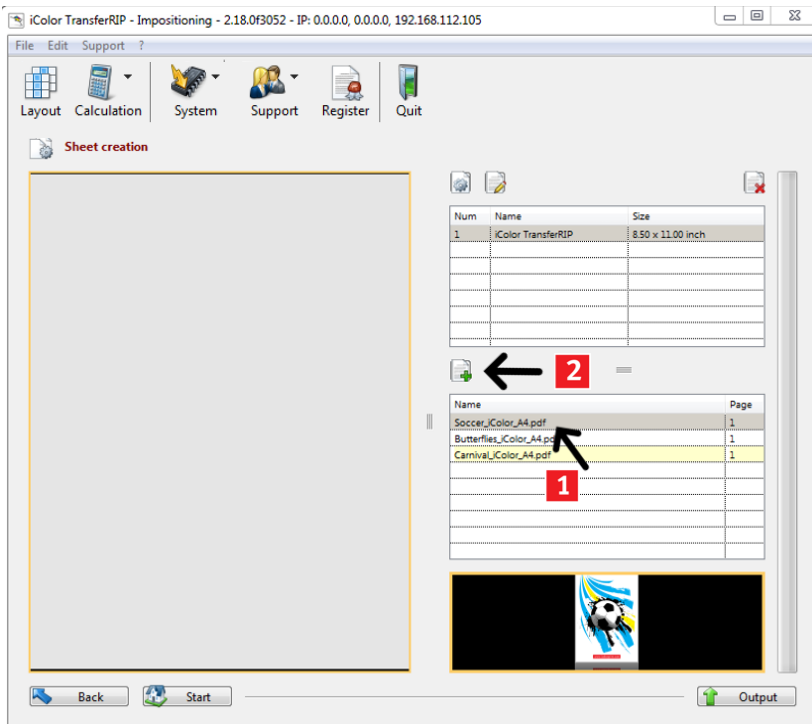 iColor TransferRIP - Impositioning - 2.18.0f3052 - IP: 0.0.0.0, 0.0.0.0, 192.168.112.105
File Edit Support ?
Layout Calculation System Support Register Quit
Sheet creation
Num Name Size
1 iColor TransferRIP 8.50 x 11.00 inch
2
Name Page
Soccer_iColor_A4.pdf 1
Butterflies_iColor_A4.pd 1
Carnival_iColor_A4.pdf 1
1
Back Start Output